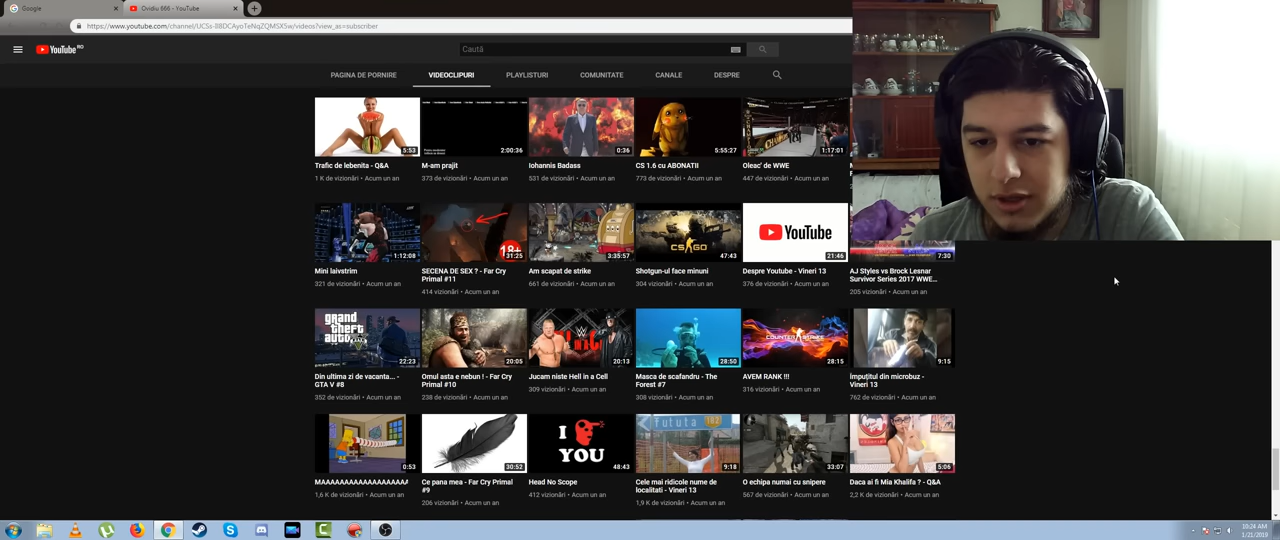 Google
Ovidiu 666 - YouTube
YouTube RO
Caută
PAGINA DE PORNIRE
VIDEOCLIPURI
PLAYLISTURI
COMUNITATE
CANALE
DESPRE
5:53
2:00:36
0:36
5:55:27
1:17:01
Trafic de lebenita - Q&A
M-am prajit
Iohannis Badass
CS 1.6 cu ABONATII
Oleac' de WWE
1 K de vizionări • Acum un an
373 de vizionări • Acum un an
531 de vizionări • Acum un an
773 de vizionări • Acum un an
447 de vizionări • Acum un an
1:12:08
18+
31:25
3:35:57
CS GO
47:43
YouTube
21:46
7:30
Mini laivstrim
SECENA DE SEX ? - Far Cry
Primal #11
Am scapat de strike
Shotgun-ul face minuni
Despre Youtube - Vineri 13
AJ Styles vs Brock Lesnar
Survivor Series 2017 WWE...
321 de vizionări • Acum un an
414 vizionări • Acum un an
661 de vizionări • Acum un an
304 vizionări • Acum un an
376 de vizionări • Acum un an
205 vizionări • Acum un an
grand
theft
auto
22:23
20:05
20:13
28:50
COUNTER STRIKE
28:15
9:15
Din ultima zi de vacanta... -
GTA V #8
Omul asta e nebun ! - Far Cry
Primal #10
Jucam niste Hell in a Cell
Masca de scafandru - The
Forest #7
AVEM RANK !!!
Împuțitul din microbuz -
Vineri 13
352 de vizionări • Acum un an
238 de vizionări • Acum un an
309 vizionări • Acum un an
308 vizionări • Acum un an
316 vizionări • Acum un an
762 de vizionări • Acum un an
0:53
30:52
I
YOU
48:43
fututa
9:18
33:07
5:06
Ce pana mea - Far Cry Primal
#9
Head No Scope
Cele mai ridicole nume de
localitati - Vineri 13
O echipa numai cu snipere
Daca ai fi Mia Khalifa ? - Q&A
1,6 K de vizionări • Acum un an
206 vizionări • Acum un an
412 vizionări • Acum un an
1,9 K de vizionări • Acum un an
567 de vizionări • Acum un an
2,2 K de vizionări • Acum un an
10:24 AM
1/21/2019